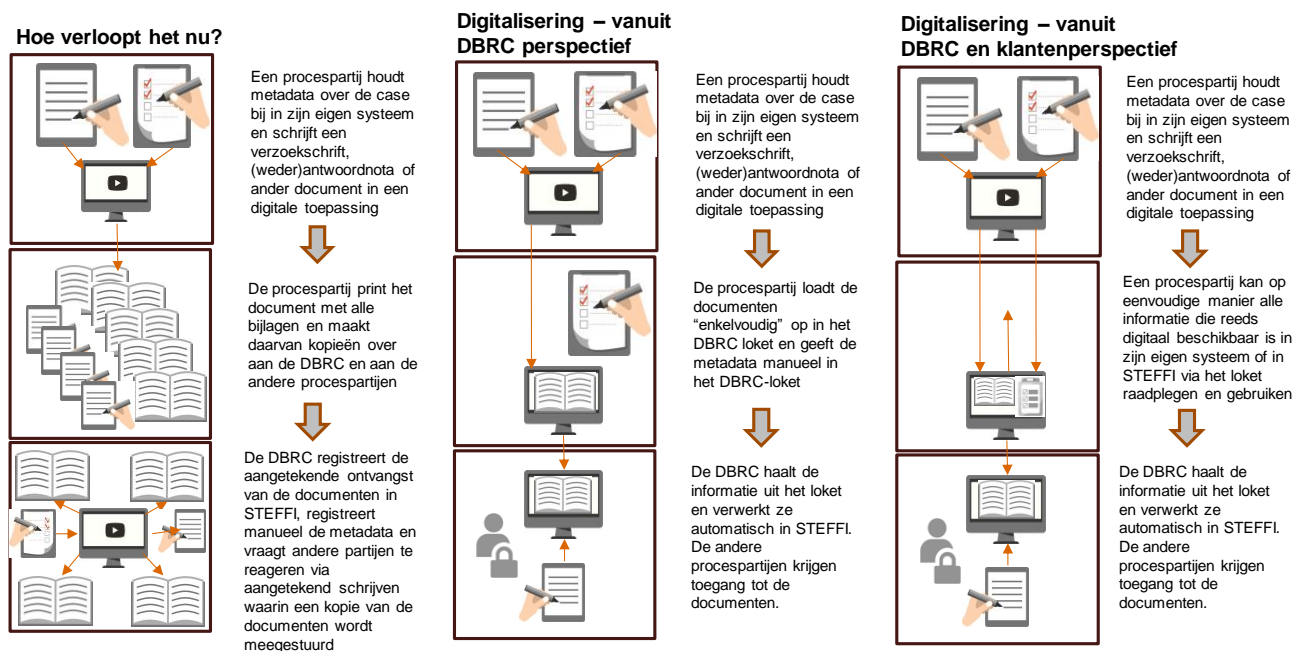 Hoe verloopt het nu?
Een procespartij houdt
metadata over de case
bij in zijn eigen systeem
en schrijft een
verzoekschrift,
(weder)antwoordnota of
ander document in een
digitale toepassing
De procespartij print het
document met alle
bijlagen en maakt
daarvan kopieën over
aan de DBRC en aan de
andere procespartijen
De DBRC registreert de
aangetekende ontvangst
van de documenten in
STEFFI, registreert
manueel de metadata en
vraagt andere partijen te
reageren via
aangetekend schrijven
waarin een kopie van de
documenten wordt
meegestuurd
Digitalisering – vanuit
DBRC perspectief
Een procespartij houdt
metadata over de case
bij in zijn eigen systeem
en schrijft een
verzoekschrift,
(weder)antwoordnota of
ander document in een
digitale toepassing
De procespartij loadt de
documenten
“enkelvoudig” op in het
DBRC loket en geeft de
metadata manueel in
het DBRC-loket
De DBRC haalt de
informatie uit het loket
en verwerkt ze
automatisch in STEFFI.
De andere
procespartijen krijgen
toegang tot de
documenten.
Digitalisering – vanuit
DBRC en klantenperspectief
Een procespartij houdt
metadata over de case
bij in zijn eigen systeem
en schrijft een
verzoekschrift,
(weder)antwoordnota of
ander document in een
digitale toepassing
Een procespartij kan op
eenvoudige manier alle
informatie die reeds
digitaal beschikbaar is in
zijn eigen systeem of in
STEFFI via het loket
raadplegen en gebruiken
De DBRC haalt de
informatie uit het loket
en verwerkt ze
automatisch in STEFFI.
De andere
procespartijen krijgen
toegang tot de
documenten.